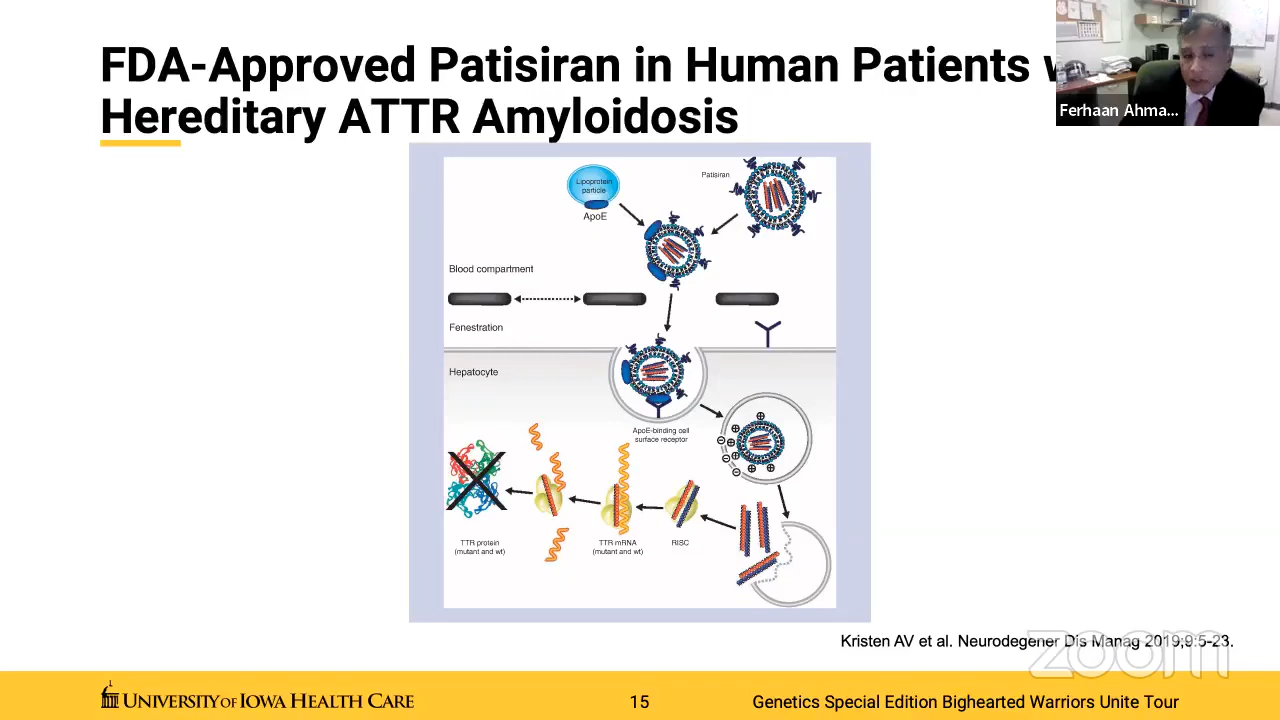 FDA-Approved Patisiran in Human Patients
Hereditary ATTR Amyloidosis
Ferhaan Ahma...
Lipoprotein
particle
ApoE
Patisiran
Blood compartment
Fenestration
Hepatocyte
ApoE-binding cell
surface receptor
TTR protein
(mutant and wt)
TTR mRNA
(mutant and wt)
RISC
Kristen AV et al. Neurodegener Dis Manag 2019;9:5-23.
zoom
UNIVERSITY OF IOWA HEALTH CARE
15
Genetics Special Edition Bighearted Warriors Unite Tour